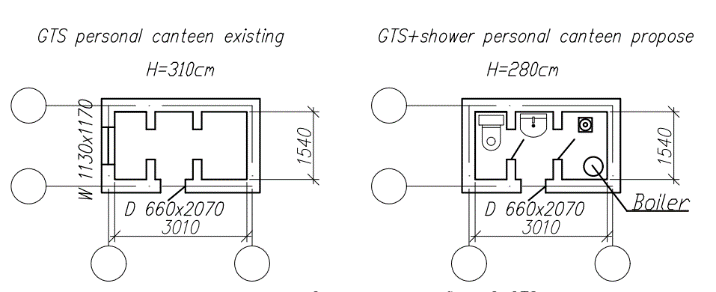 GTS personal canteen existing
H=310cm
W 1130x1170
1540
D 660x2070
3010
GTS+shower personal canteen propose
H=280cm
1540
Boiler
D 660x2070
3010